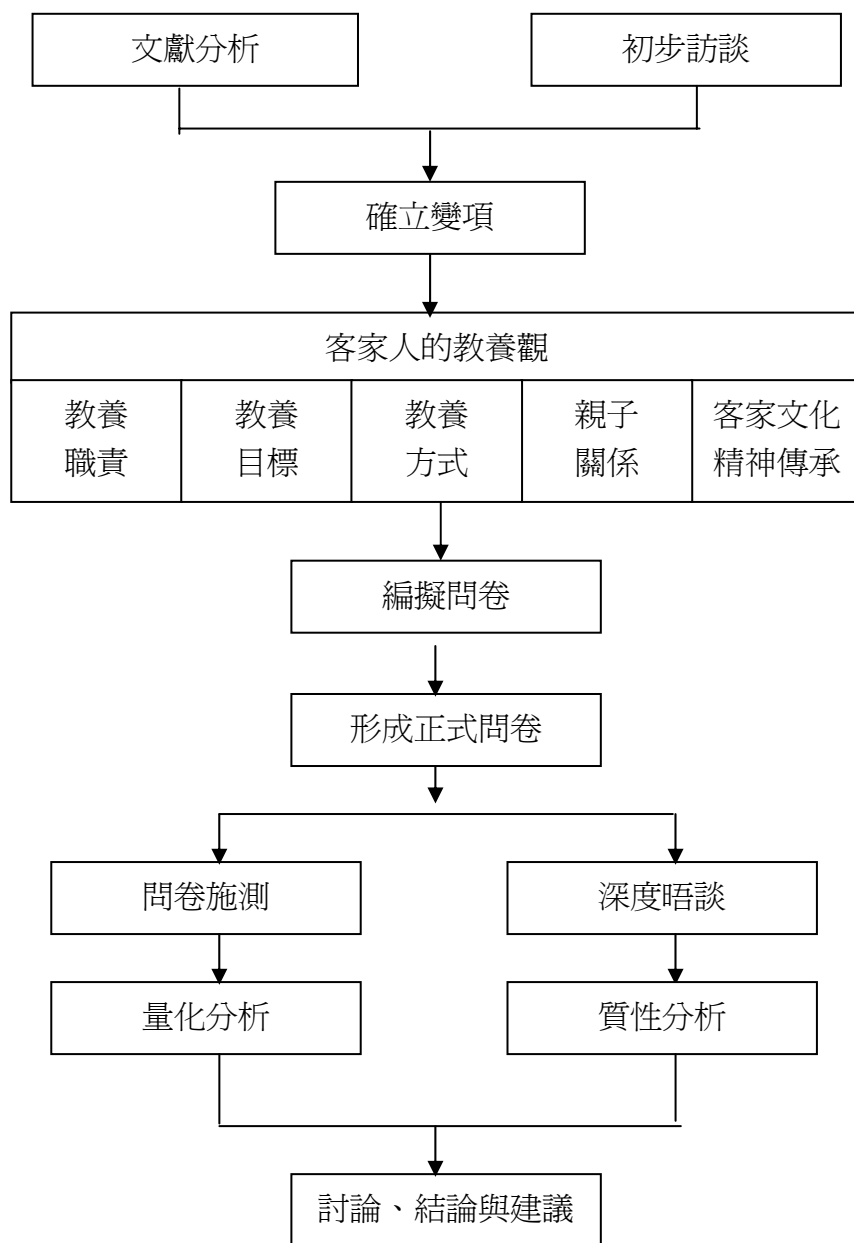 文獻分析
初步訪談
確立變項
客家人的教養觀
教養
職責
教養
目標
教養
方式
親子
關係
客家文化
精神傳承
編擬問卷
形成正式問卷
問卷施測
深度晤談
量化分析
質性分析
討論、結論與建議